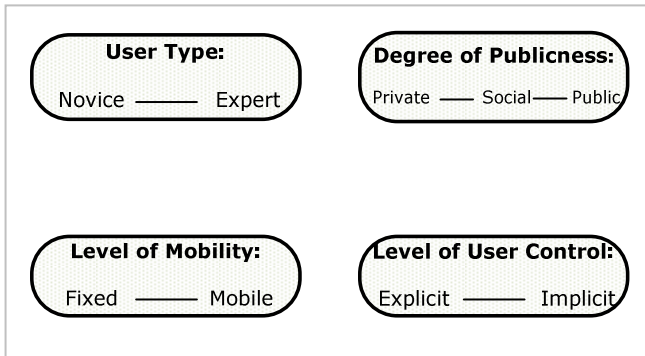 User Type:
Novice Expert
Degree of Publicness:
Private Social Public
Level of Mobility:
Fixed Mobile
Level of User Control:
Explicit Implicit